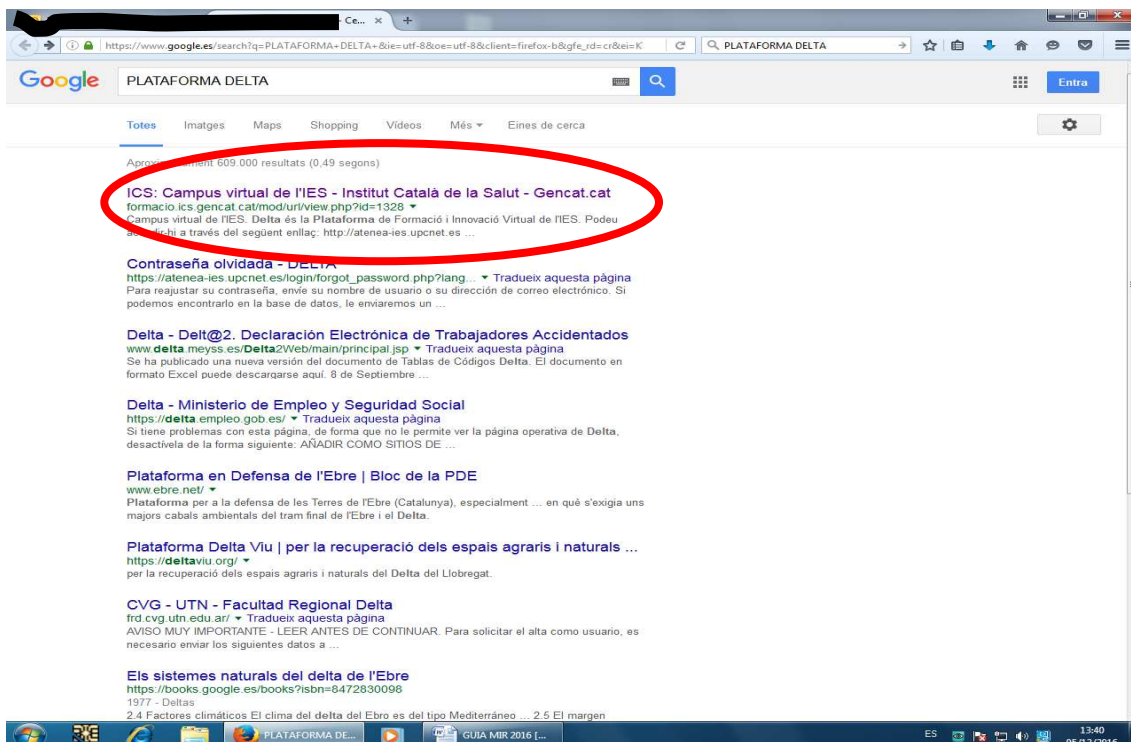 - Ce... × +
https://www.google.es/search?q=PLATAFORMA+DELTA+&ie=utf-8&oe=utf-8&client=firefox-b&gfe_rd=cr&ei=K
PLATAFORMA DELTA
Google
PLATAFORMA DELTA
Entra
Totes Imatges Maps Shopping Vídeos Més Eines de cerca
Aproximadament 609.000 resultats (0,49 segons)
ICS: Campus virtual de l'IES - Institut Català de la Salut - Gencat.cat
formacio.ics.gencat.cat/mod/url/view.php?id=1328
Campus virtual de l'IES. Delta és la Plataforma de Formació i Innovació Virtual de l'IES. Podeu
accedir-hi a través del següent enllaç: http://atenea-ies.upcnet.es ...
Contraseña olvidada - DELTA
https://atenea-ies.upcnet.es/login/forgot_password.php?lang... Tradueix aquesta pàgina
Para reajustar su contraseña, envíe su nombre de usuario o su dirección de correo electrónico. Si
podemos encontrarlo en la base de datos, le enviaremos un ...
Delta - Delt@2. Declaración Electrónica de Trabajadores Accidentados
www.delta.meyss.es/Delta2Web/main/principal.jsp Tradueix aquesta pàgina
Se ha publicado una nueva versión del documento de Tablas de Códigos Delta. El documento en
formato Excel puede descargarse aquí. 8 de Septiembre ...
Delta - Ministerio de Empleo y Seguridad Social
https://delta.empleo.gob.es/ Tradueix aquesta pàgina
Si tiene problemas con esta página, de forma que no le permite ver la página operativa de Delta,
desactívela de la forma siguiente: AÑADIR COMO SITIOS DE ...
Plataforma en Defensa de l'Ebre | Bloc de la PDE
www.ebre.net/
Plataforma per a la defensa de les Terres de l'Ebre (Catalunya), especialment ... en què s'exigia uns
majors cabals ambientals del tram final de l'Ebre i el Delta.
Plataforma Delta Viu | per la recuperació dels espais agraris i naturals ...
https://deltaviu.org/
per la recuperació dels espais agraris i naturals del Delta del Llobregat.
CVG - UTN - Facultad Regional Delta
frd.cvg.utn.edu.ar/ Tradueix aquesta pàgina
AVISO MUY IMPORTANTE - LEER ANTES DE CONTINUAR. Para solicitar el alta como usuario, es
necesario enviar los siguientes datos a ...
Els sistemes naturals del delta de l'Ebre
https://books.google.es/books?isbn=8472830098
1977 - Deltas
2.4 Factores climáticos El clima del delta del Ebro es del tipo Mediterráneo ... 2.5 El margen
PLATAFORMA DE... GUIA MIR 2016 [... ES 13:40
05/12/2016